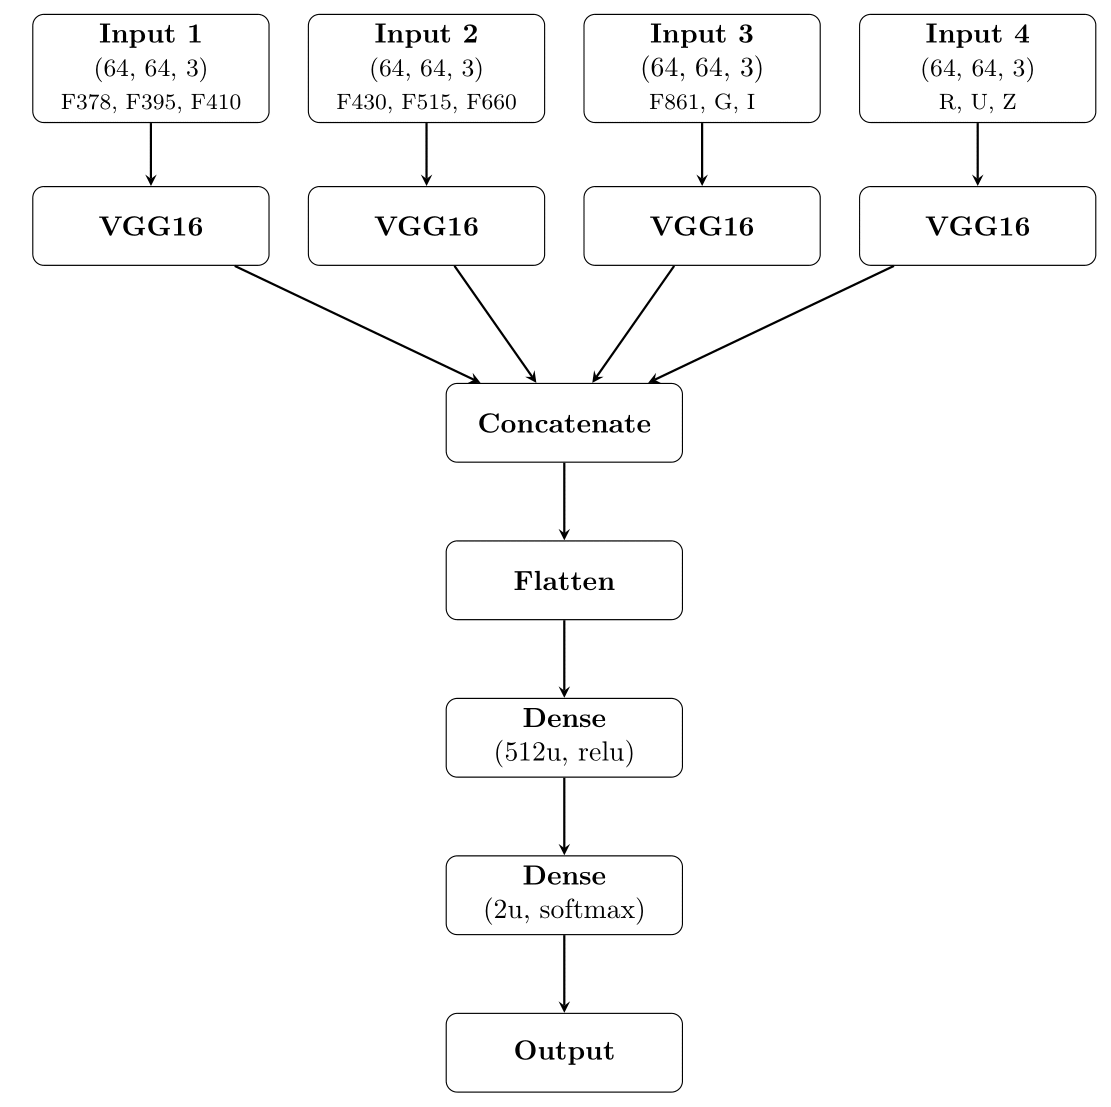 Input 1
(64, 64, 3)
F378, F395, F410
Input 2
(64, 64, 3)
F430, F515, F660
Input 3
(64, 64, 3)
F861, G, I
Input 4
(64, 64, 3)
R, U, Z
VGG16
VGG16
VGG16
VGG16
Concatenate
Flatten
Dense
(512u, relu)
Dense
(2u, softmax)
Output